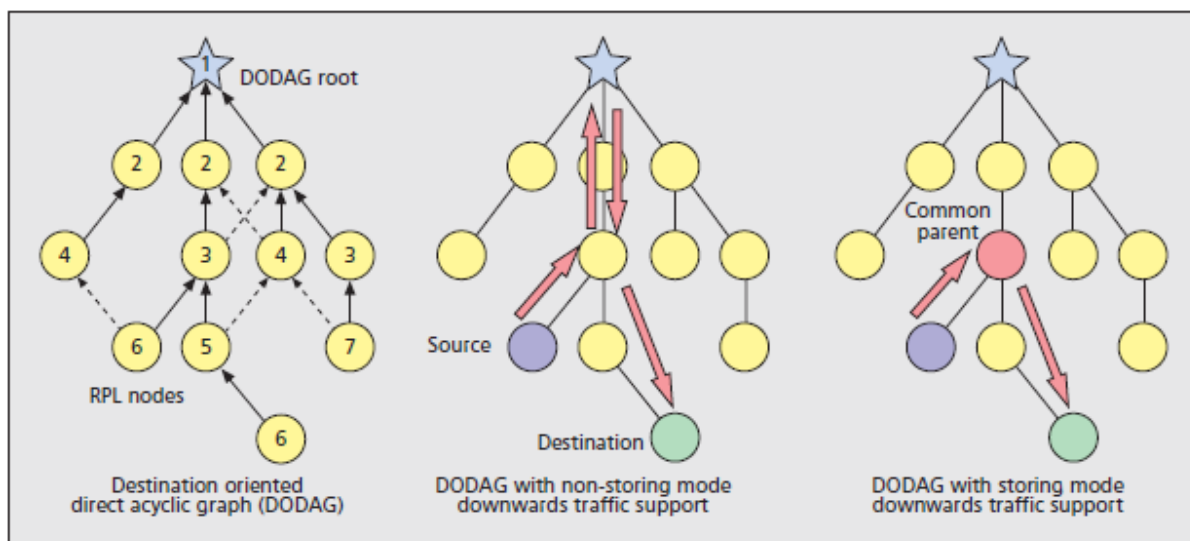 1
DODAG root
2 2 2
4 3 4 3
6 5 7
RPL nodes
6
Destination oriented
direct acyclic graph (DODAG)
Source
Destination
DODAG with non-storing mode
downwards traffic support
Common
parent
DODAG with storing mode
downwards traffic support